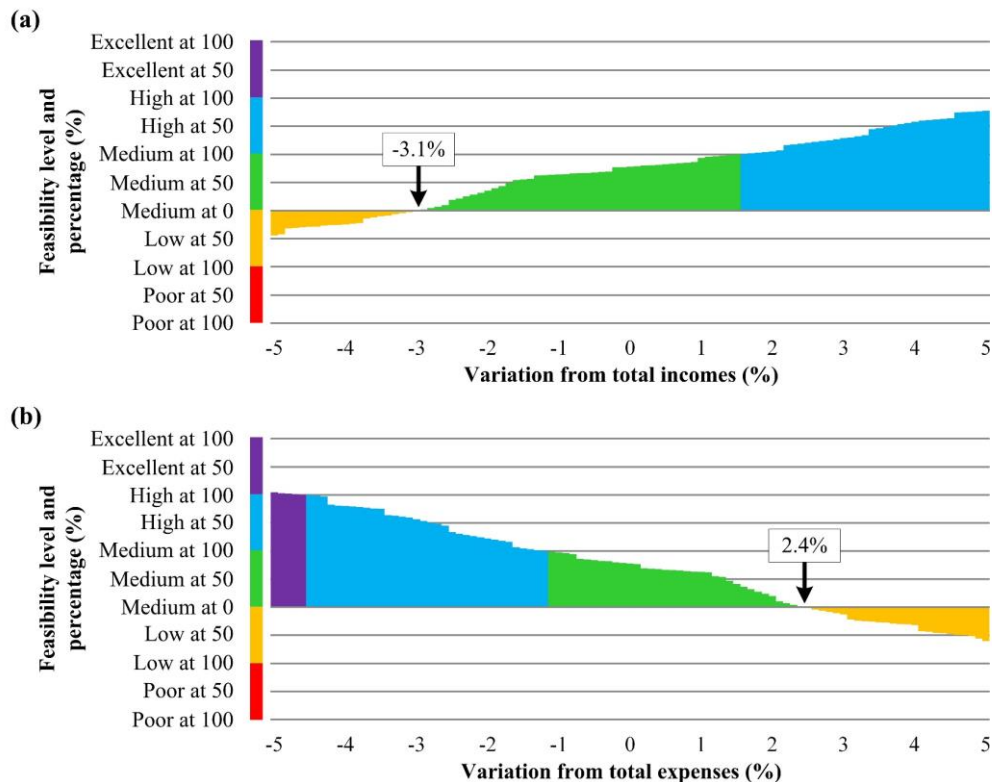 (a)
Feasibility level and
percentage (%)
Excellent at 100
Excellent at 50
High at 100
High at 50
Medium at 100
Medium at 50
Medium at 0
Low at 50
Low at 100
Poor at 50
Poor at 100
-3.1%
-5 -4 -3 -2 -1 0 1 2 3 4 5
Variation from total incomes (%)
(b)
Feasibility level and
percentage (%)
Excellent at 100
Excellent at 50
High at 100
High at 50
Medium at 100
Medium at 50
Medium at 0
Low at 50
Low at 100
Poor at 50
Poor at 100
2.4%
-5 -4 -3 -2 -1 0 1 2 3 4 5
Variation from total expenses (%)